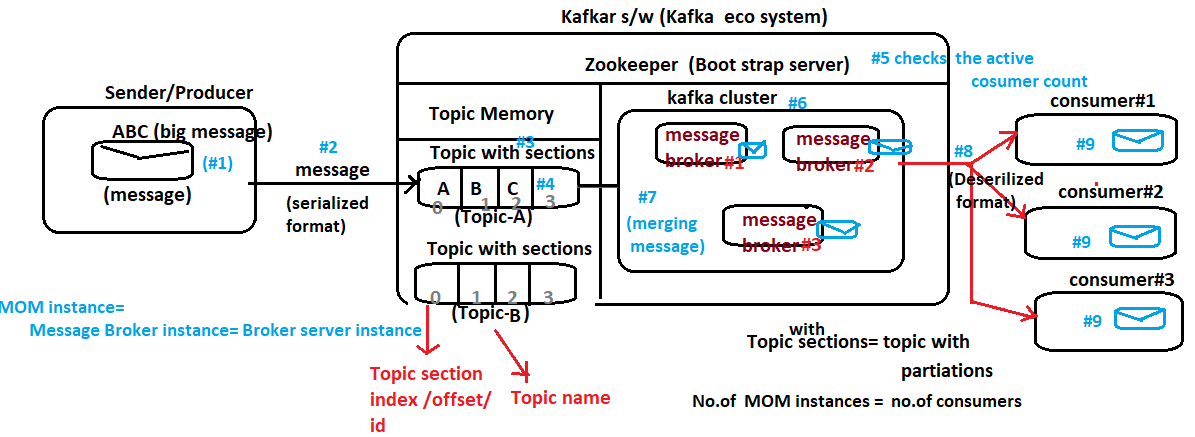 Kafkar s/w (Kafka eco system)
Zookeeper (Boot strap server)
#5 checks the active
cosumer count
Sender/Producer
ABC (big message)
(#1)
(message)
#2
message
(serialized
format)
Topic Memory
#3
Topic with sections
A B C #4
0 1 2 3
(Topic-A)
Topic with sections
0 1 2 3
(Topic-B)
kafka cluster #6
message
broker#1
message
broker#2
#7
(merging
message)
message
broker#3
#8
(Deserilized
format)
consumer#1
#9
consumer#2
#9
consumer#3
#9
MOM instance=
Message Broker instance= Broker server instance
Topic section
index /offset/
id
Topic name
with
Topic sections= topic with
partiations
No.of MOM instances = no.of consumers